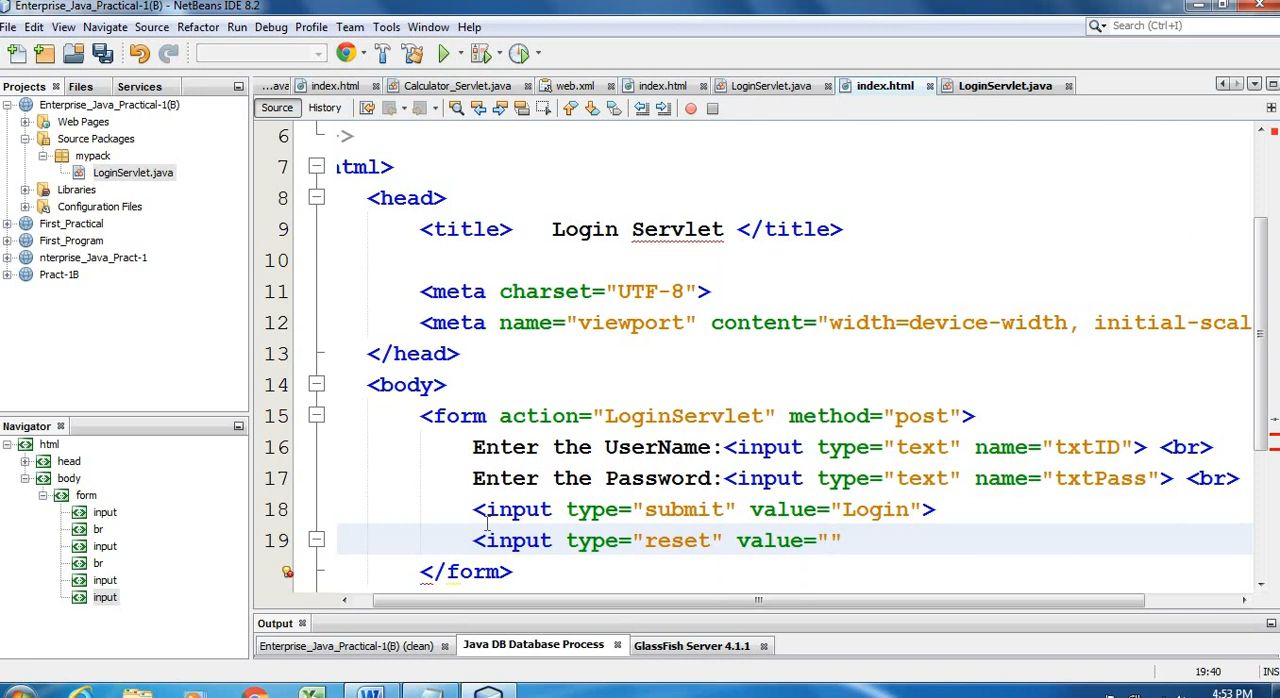 Enterprise_Java_Practical-1(B) - NetBeans IDE 8.2
File Edit View Navigate Source Refactor Run Debug Profile Team Tools Window Help
Search (Ctrl+I)
Projects Files Services
...ava index.html Calculator_Servlet.java web.xml index.html LoginServlet.java index.html LoginServlet.java
Source History
Enterprise_Java_Practical-1(B)
Web Pages
Source Packages
mypack
LoginServlet.java
Libraries
Configuration Files
First_Practical
First_Program
nterprise_Java_Pract-1
Pract-1B
Navigator
html
head
body
form
input
br
input
br
input
input
6 ->
7 html>
8 <head>
9 <title> Login Servlet </title>
10
11 <meta charset="UTF-8">
12 <meta name="viewport" content="width=device-width, initial-scal
13 </head>
14 <body>
15 <form action="LoginServlet" method="post">
16 Enter the UserName:<input type="text" name="txtID"> <br>
17 Enter the Password:<input type="text" name="txtPass"> <br>
18 <input type="submit" value="Login">
19 <input type="reset" value=""
</form>
Output
Enterprise_Java_Practical-1(B) (clean) Java DB Database Process GlassFish Server 4.1.1
19:40 INS
4:53 PM